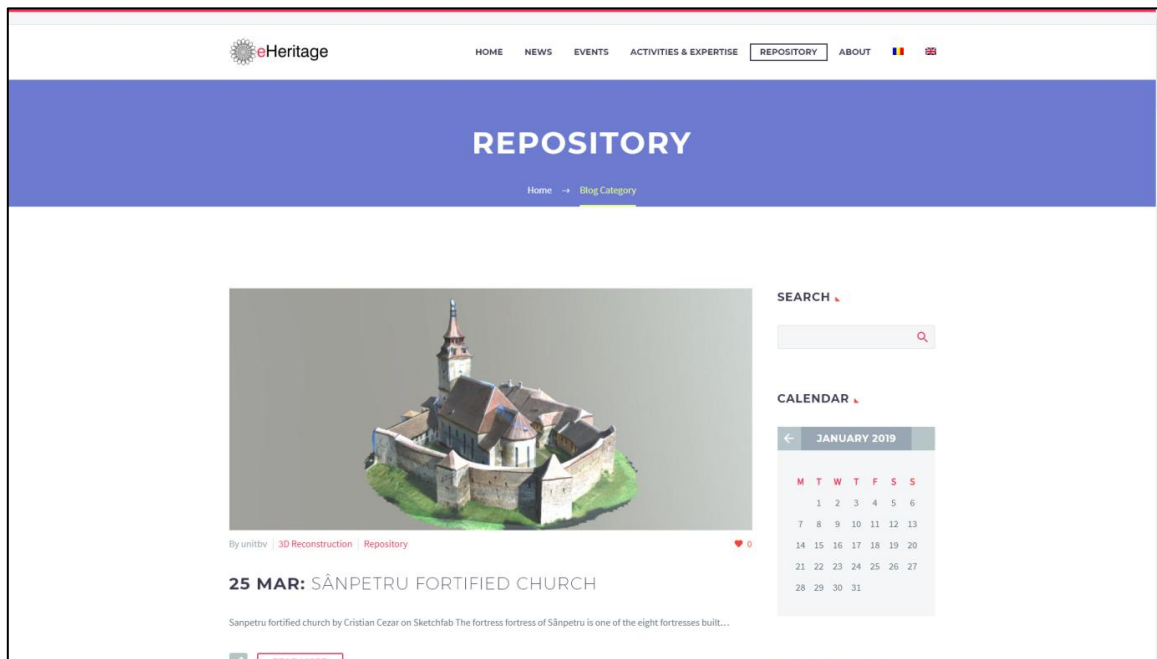 eHeritage
HOME NEWS EVENTS ACTIVITIES & EXPERTISE REPOSITORY ABOUT
REPOSITORY
Home → Blog Category
By unitbv 3D Reconstruction Repository 0
25 MAR: SÂNPETRU FORTIFIED CHURCH
Sanpetru fortified church by Cristian Cezar on Sketchfab The fortress fortress of Sânpetru is one of the eight fortresses built…
SEARCH
CALENDAR
JANUARY 2019
M T W T F S S
1 2 3 4 5 6
7 8 9 10 11 12 13
14 15 16 17 18 19 20
21 22 23 24 25 26 27
28 29 30 31